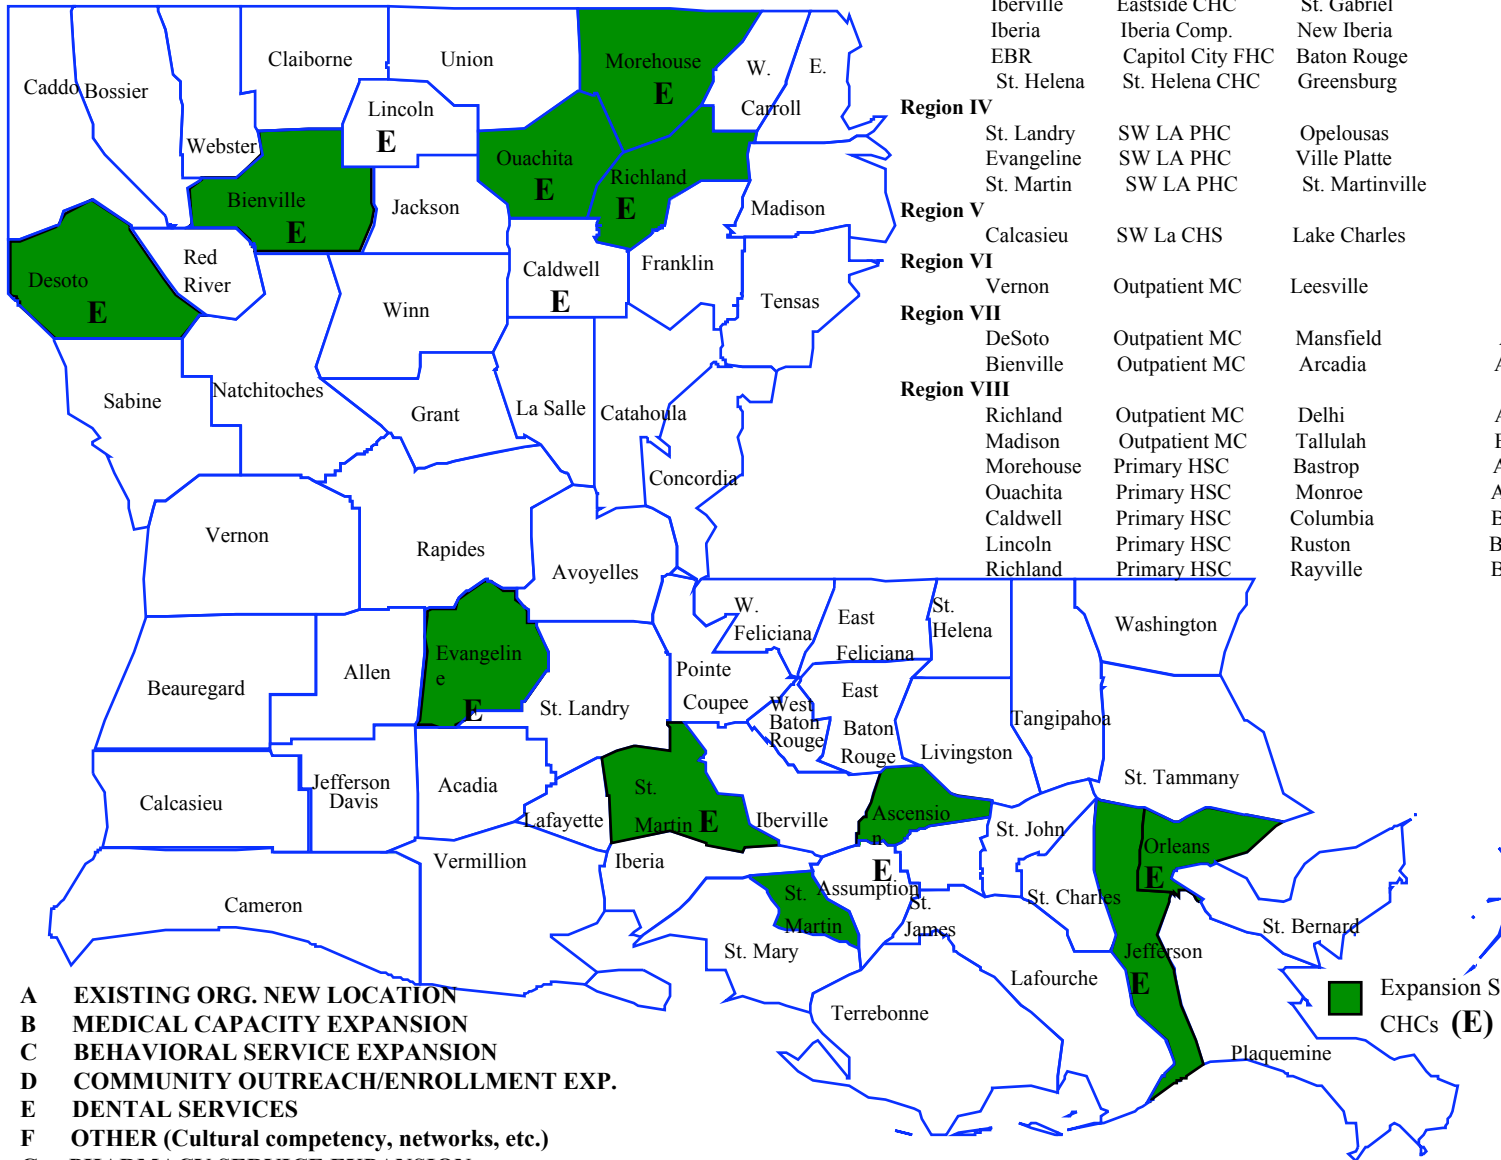 Iberville Eastside CHC St. Gabriel
Iberia Iberia Comp. New Iberia
EBR Capitol City FHC Baton Rouge
St. Helena St. Helena CHC Greensburg
Region IV
St. Landry SW LA PHC Opelousas
Evangeline SW LA PHC Ville Platte
St. Martin SW LA PHC St. Martinville
Region V
Calcasieu SW La CHS Lake Charles
Region VI
Vernon Outpatient MC Leesville
Region VII
DeSoto Outpatient MC Mansfield
Bienville Outpatient MC Arcadia A
Region VIII
Richland Outpatient MC Delhi A
Madison Outpatient MC Tallulah
Morehouse Primary HSC Bastrop A
Ouachita Primary HSC Monroe A
Caldwell Primary HSC Columbia B
Lincoln Primary HSC Ruston B
Richland Primary HSC Rayville B
Caddo
Bossier
Webster
Claiborne
Union
Lincoln
E
Morehouse
E
W.
E.
Carroll
Ouachita
E
Richland
E
Bienville
E
Jackson
Madison
Desoto
E
Red
River
Winn
Caldwell
E
Franklin
Tensas
Sabine
Natchitoches
Grant
La Salle
Catahoula
Concordia
Vernon
Rapides
Avoyelles
Beauregard
Allen
Evangelin
e
E
St. Landry
Pointe
Coupee
W.
Feliciana
East
Feliciana
St.
Helena
Washington
West
Baton
Rouge
East
Baton
Rouge
Livingston
Tangipahoa
St. Tammany
Calcasieu
Jefferson
Davis
Acadia
Lafayette
St.
Martin E
Iberville
Ascensio
n
E
St. John
Orleans
E
Cameron
Vermillion
Iberia
St.
Martin
Assumption
St.
James
St. Charles
St. Bernard
St. Mary
Jefferson
E
Lafourche
Terrebonne
Plaquemine
Expansion S
CHCs (E)
A EXISTING ORG. NEW LOCATION
B MEDICAL CAPACITY EXPANSION
C BEHAVIORAL SERVICE EXPANSION
D COMMUNITY OUTREACH/ENROLLMENT EXP.
E DENTAL SERVICES
F OTHER (Cultural competency, networks, etc.)
G PHARMACY SERVICE EXPANSION